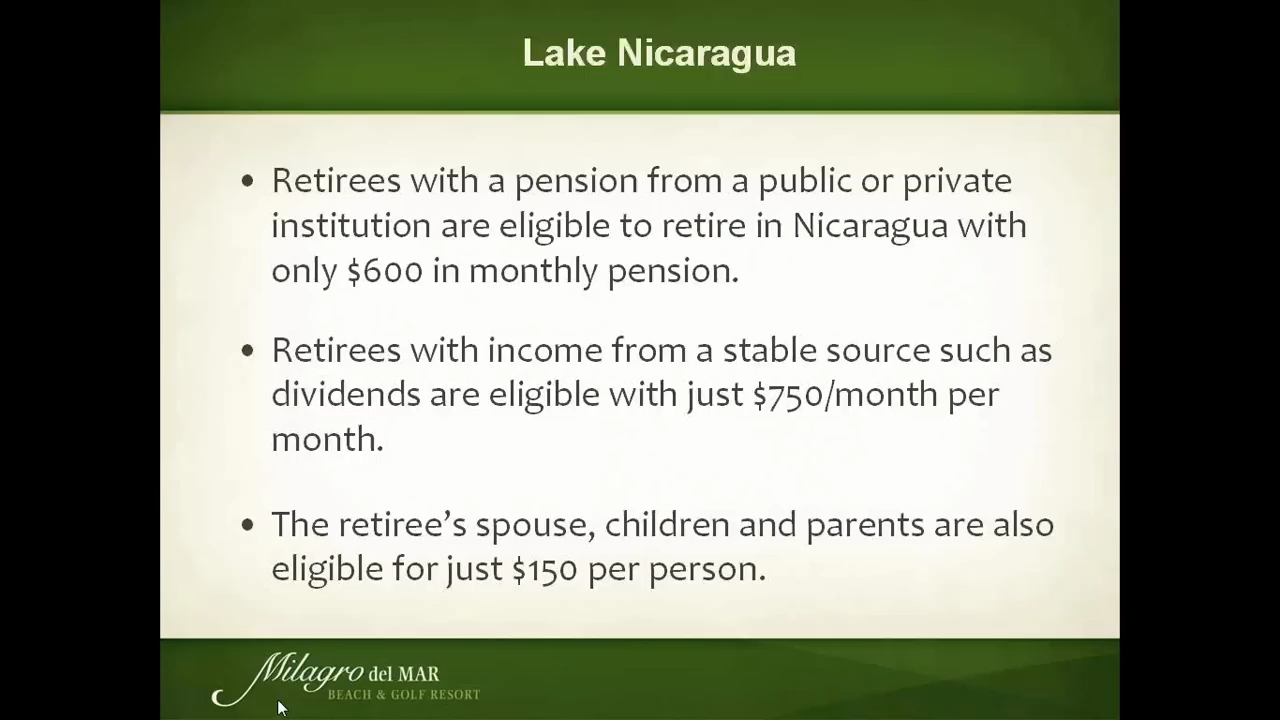 Lake Nicaragua
• Retirees with a pension from a public or private
institution are eligible to retire in Nicaragua with
only $600 in monthly pension.
• Retirees with income from a stable source such as
dividends are eligible with just $750/month per
month.
• The retiree’s spouse, children and parents are also
eligible for just $150 per person.
Milagro del MAR
BEACH & GOLF RESORT